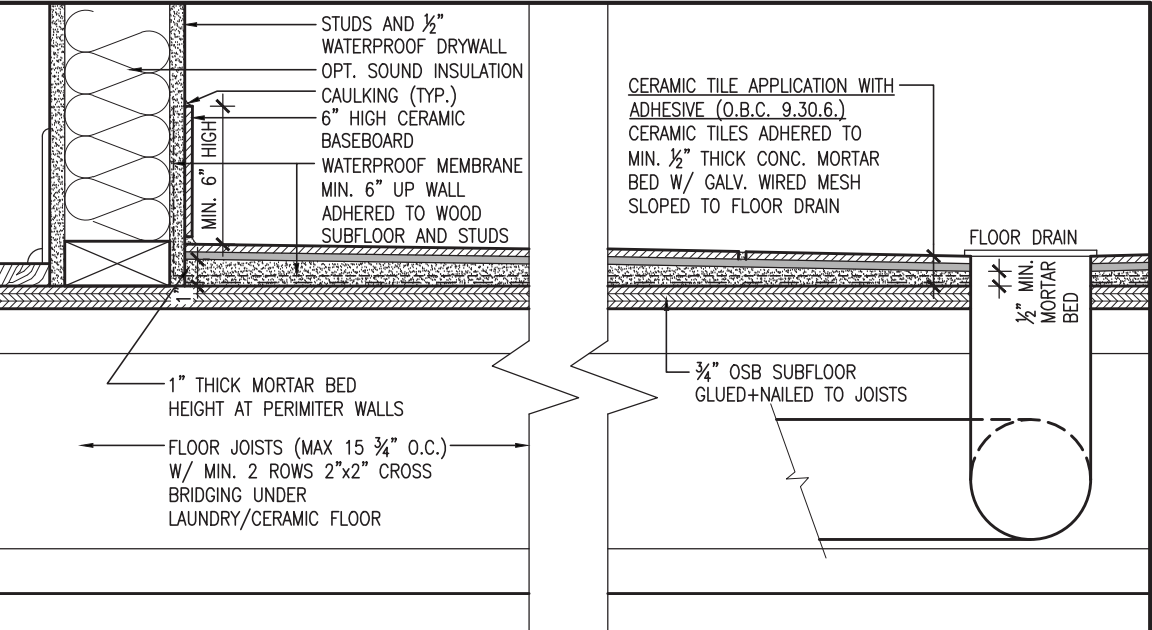 STUDS AND ½"
WATERPROOF DRYWALL
OPT. SOUND INSULATION
CAULKING (TYP.)
6" HIGH CERAMIC
BASEBOARD
WATERPROOF MEMBRANE
MIN. 6" UP WALL
ADHERED TO WOOD
SUBFLOOR AND STUDS
MIN. 6" HIGH
1"
CERAMIC TILE APPLICATION WITH
ADHESIVE (O.B.C. 9.30.6.)
CERAMIC TILES ADHERED TO
MIN. ½" THICK CONC. MORTAR
BED W/ GALV. WIRED MESH
SLOPED TO FLOOR DRAIN
FLOOR DRAIN
½" MIN.
MORTAR
BED
1" THICK MORTAR BED
HEIGHT AT PERIMITER WALLS
¾" OSB SUBFLOOR
GLUED+NAILED TO JOISTS
FLOOR JOISTS (MAX 15 ¾" O.C.)
W/ MIN. 2 ROWS 2"x2" CROSS
BRIDGING UNDER
LAUNDRY/CERAMIC FLOOR